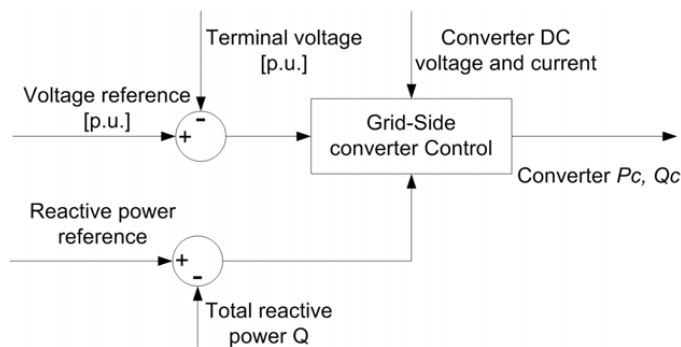 Terminal voltage
[p.u.]
Converter DC
voltage and current
Voltage reference
[p.u.]
-
+
Grid-Side
converter Control
Converter Pc, Qc
Reactive power
reference
+
-
Total reactive
power Q